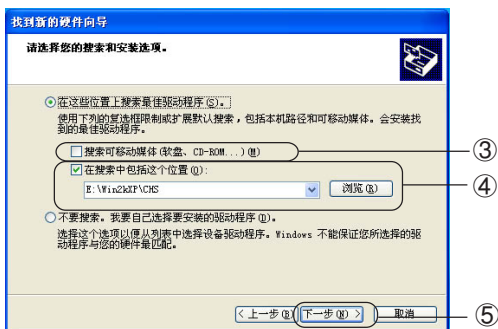 找到新的硬件向导
请选择您的搜索和安装选项。
在这些位置上搜索最佳驱动程序(S)。
使用下列的复选框限制或扩展默认搜索，包括本机路径和可移动媒体。会安装找
到的最佳驱动程序。
搜索可移动媒体(软盘、CD-ROM...)(M)
③
在搜索中包括这个位置(O):
E:\Win2kXP\CHS
浏览(R)
④
不要搜索。我要自己选择要安装的驱动程序(D)。
选择这个选项以便从列表中选择设备驱动程序。Windows 不能保证您所选择的驱
动程序与您的硬件最匹配。
<上一步(B)
下一步(N) >
取消
⑤